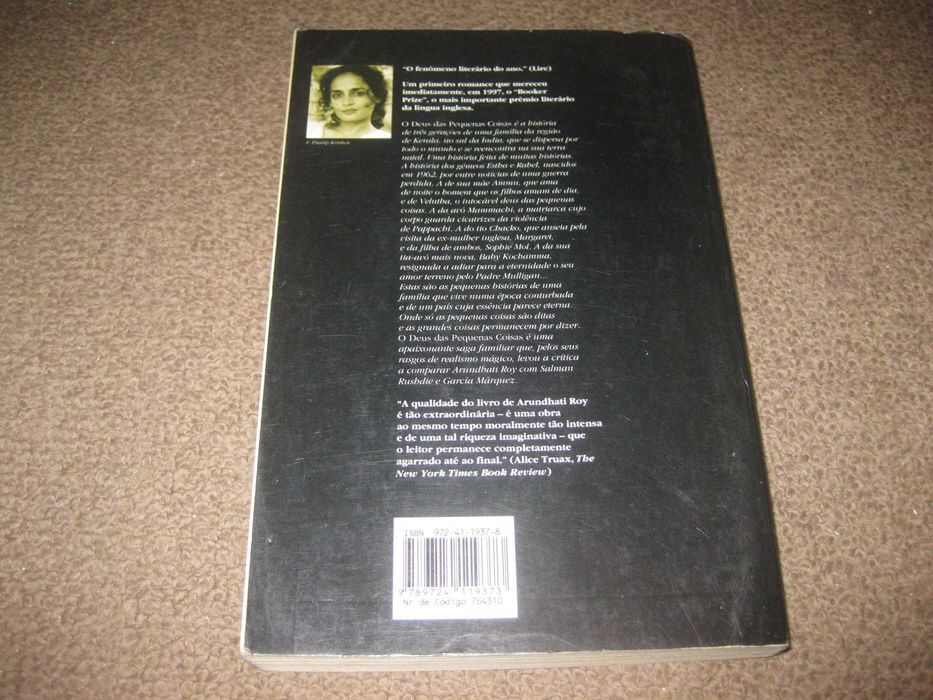 "O fenómeno literário do ano." (Lire)
Um primeiro romance que mereceu
imediatamente, em 1997, o "Booker
Prize", o mais importante prémio literário
da língua inglesa.
© Pradip Krishen
O Deus das Pequenas Coisas é a história
de três gerações de uma família da região
de Kerala, no sul da Índia, que se dispersa por
todo o mundo e se reencontra na sua terra
natal. Uma história feita de muitas histórias.
A história dos gémeos Estha e Rahel, nascidos
em 1962, por entre notícias de uma guerra
perdida. A de sua mãe Ammu, que ama
de noite o homem que os filhos amam de dia,
e de Velutha, o intocável deus das pequenas
coisas. A da avó Mammachi, a matriarca cujo
corpo guarda cicatrizes da violência
de Pappachi. A do tio Chacko, que anseia pela
visita da ex-mulher inglesa, Margaret,
e da filha de ambos, Sophie Mol. A da sua
tia-avó mais nova, Baby Kochamma,
resignada a adiar para a eternidade o seu
amor terreno pelo Padre Mulligan...
Estas são as pequenas histórias de uma
família que vive numa época conturbada
e de um país cuja essência parece eterna.
Onde só as pequenas coisas são ditas
e as grandes coisas permanecem por dizer.
O Deus das Pequenas Coisas é uma
apaixonante saga familiar que, pelos seus
rasgos de realismo mágico, levou a crítica
a comparar Arundhati Roy com Salman
Rushdie e García Márquez.
"A qualidade do livro de Arundhati Roy
é tão extraordinária – é uma obra
ao mesmo tempo moralmente tão intensa
e de uma tal riqueza imaginativa – que
o leitor permanece completamente
agarrado até ao final." (Alice Truax, The
New York Times Book Review)
ISBN 972-41-1937-8
9 789724 119373
Nr de Código 764310